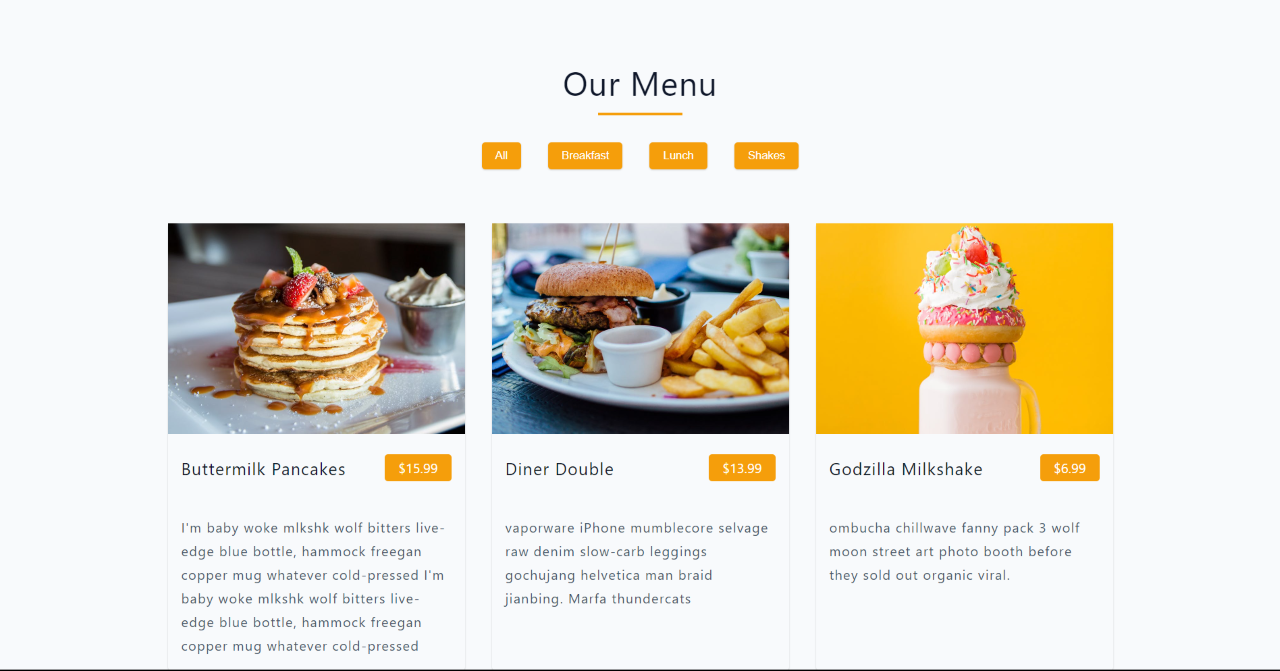 Our Menu
All Breakfast Lunch Shakes
Buttermilk Pancakes $15.99
I'm baby woke mlkshk wolf bitters live-
edge blue bottle, hammock freegan
copper mug whatever cold-pressed I'm
baby woke mlkshk wolf bitters live-
edge blue bottle, hammock freegan
copper mug whatever cold-pressed
Diner Double $13.99
vaporware iPhone mumblecore selvage
raw denim slow-carb leggings
gochujang helvetica man braid
jianbing. Marfa thundercats
Godzilla Milkshake $6.99
ombucha chillwave fanny pack 3 wolf
moon street art photo booth before
they sold out organic viral.